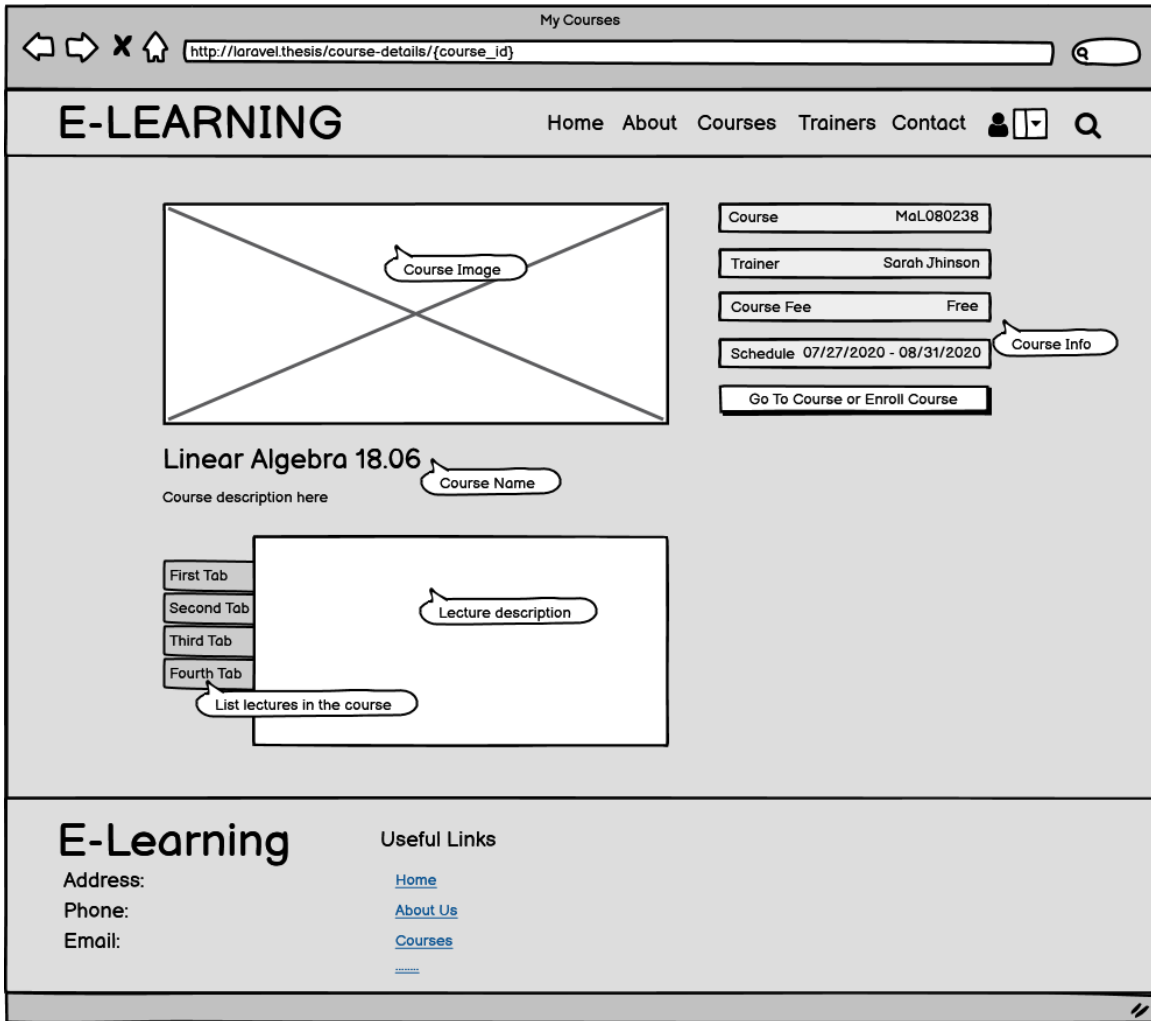 My Courses
http://laravel.thesis/course-details/{course_id}
E-LEARNING
Home About Courses Trainers Contact
Course Image
Course MaL080238
Trainer Sarah Jhinson
Course Fee Free
Schedule 07/27/2020 - 08/31/2020
Course Info
Go To Course or Enroll Course
Linear Algebra 18.06
Course Name
Course description here
First Tab
Second Tab
Third Tab
Fourth Tab
Lecture description
List lectures in the course
E-Learning
Address:
Phone:
Email:
Useful Links
Home
About Us
Courses
........